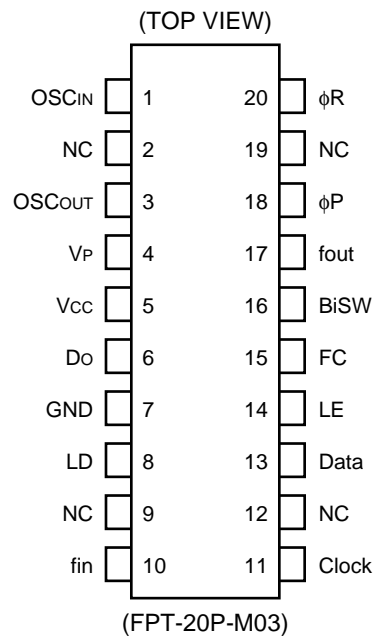 (TOP VIEW)
OSCIN 1 20 ϕR
NC 2 19 NC
OSCOUT 3 18 ϕP
VP 4 17 fout
VCC 5 16 BiSW
DO 6 15 FC
GND 7 14 LE
LD 8 13 Data
NC 9 12 NC
fin 10 11 Clock
(FPT-20P-M03)